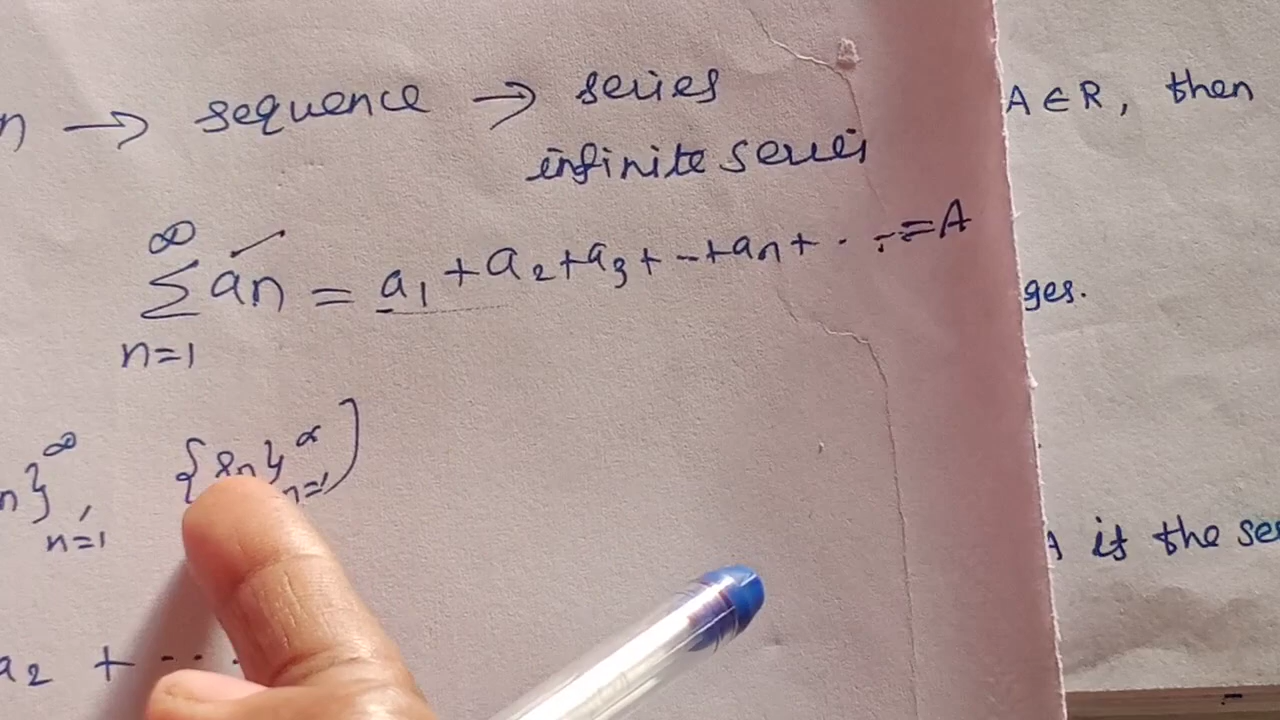 n → sequence → series
infinite series
A ∈ R, then
∞
∑ an = a1 + a2 + a3 + -- + an + · -- = A
n=1
ges.
n}∞n=1, {sn}∞n=1)
A is the se
a2 + ...